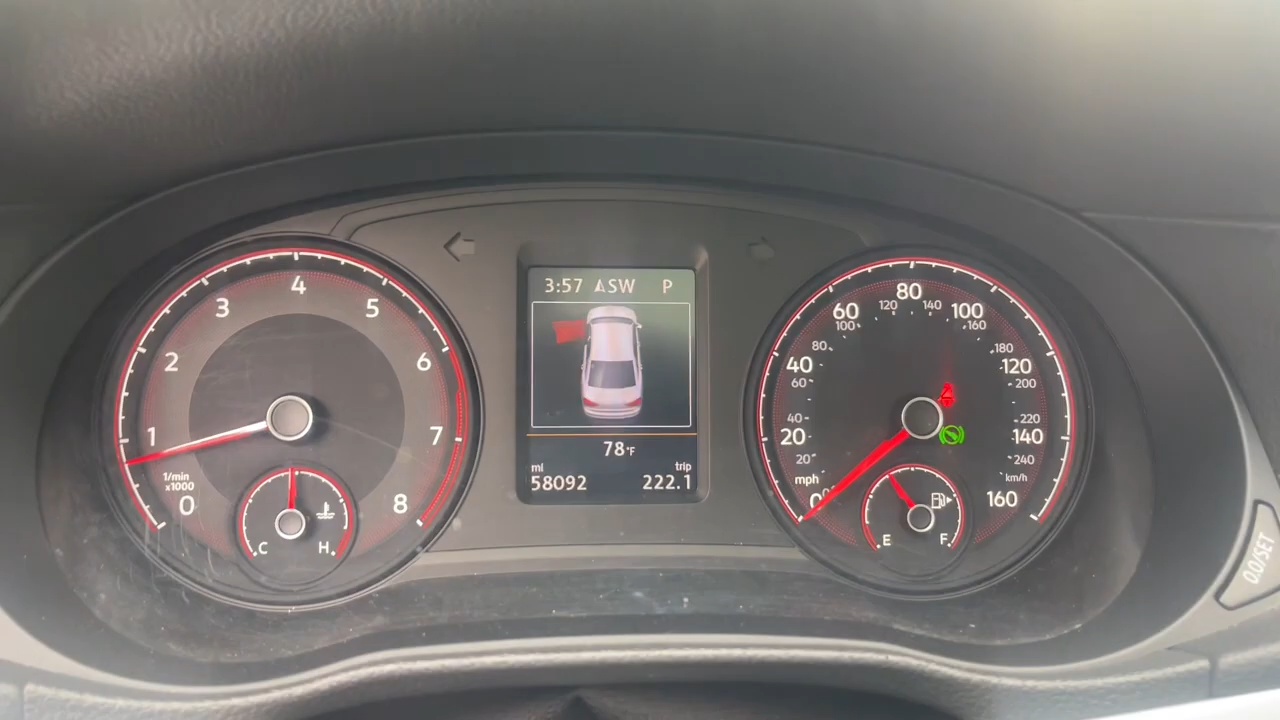 3:57 SW P
78°F
mi trip
58092 222.1
0 1 2 3 4 5 6 7 8
1/min
x1000
C H
mph 0 20 40 60 80 100 120 140 160
20 40 60 80 100 120 140 160 180 200 220 240 km/h
E F
0.0/SET